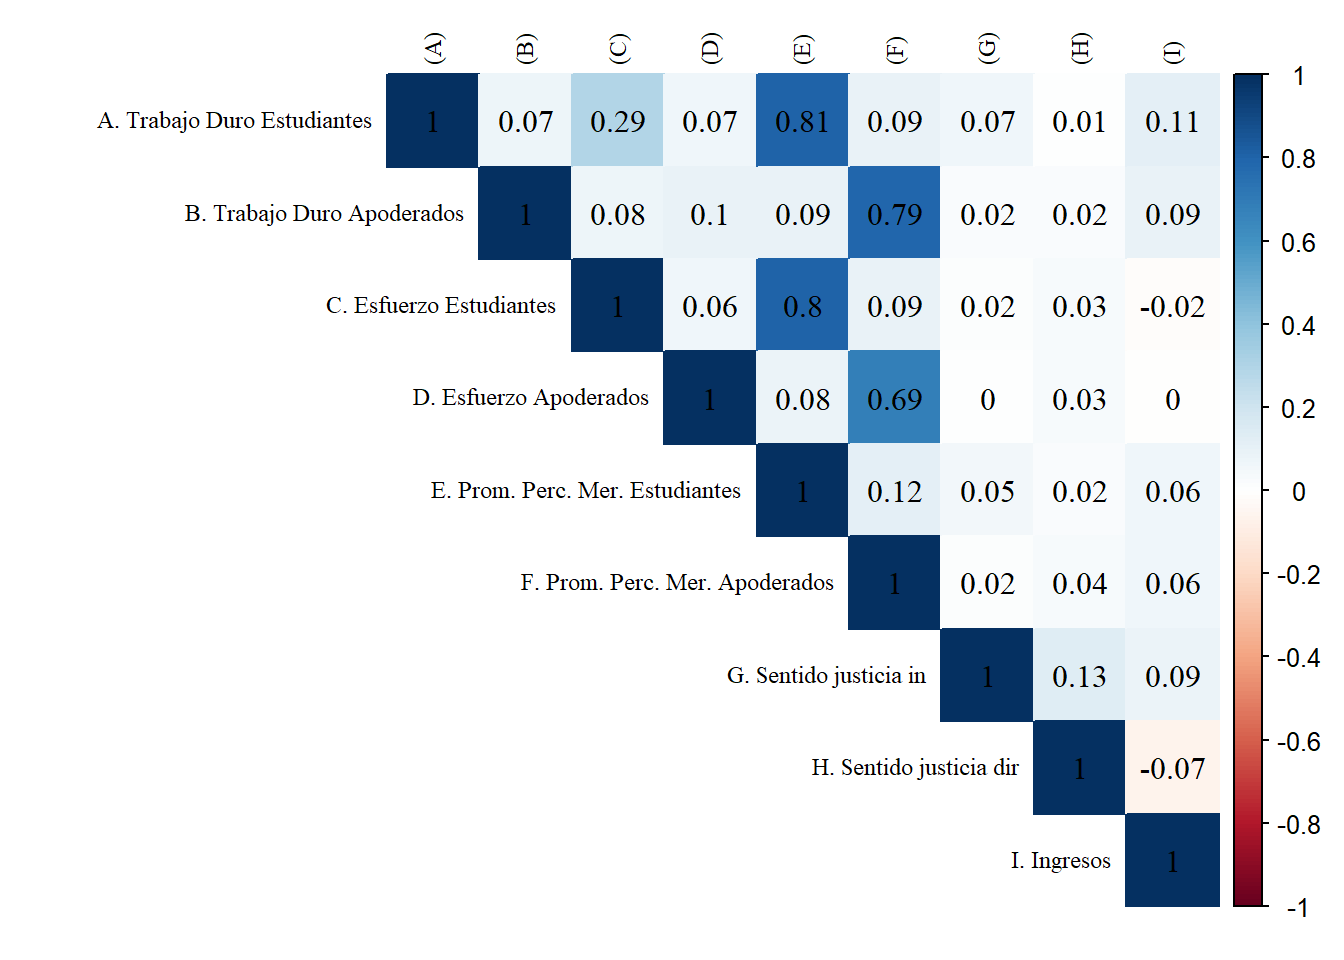 (A) (B) (C) (D) (E) (F) (G) (H) (I)
A. Trabajo Duro Estudiantes 1 0.07 0.29 0.07 0.81 0.09 0.07 0.01 0.11
B. Trabajo Duro Apoderados 1 0.08 0.1 0.09 0.79 0.02 0.02 0.09
C. Esfuerzo Estudiantes 1 0.06 0.8 0.09 0.02 0.03 -0.02
D. Esfuerzo Apoderados 1 0.08 0.69 0 0.03 0
E. Prom. Perc. Mer. Estudiantes 1 0.12 0.05 0.02 0.06
F. Prom. Perc. Mer. Apoderados 1 0.02 0.04 0.06
G. Sentido justicia in 1 0.13 0.09
H. Sentido justicia dir 1 -0.07
I. Ingresos 1
1
0.8
0.6
0.4
0.2
0
-0.2
-0.4
-0.6
-0.8
-1